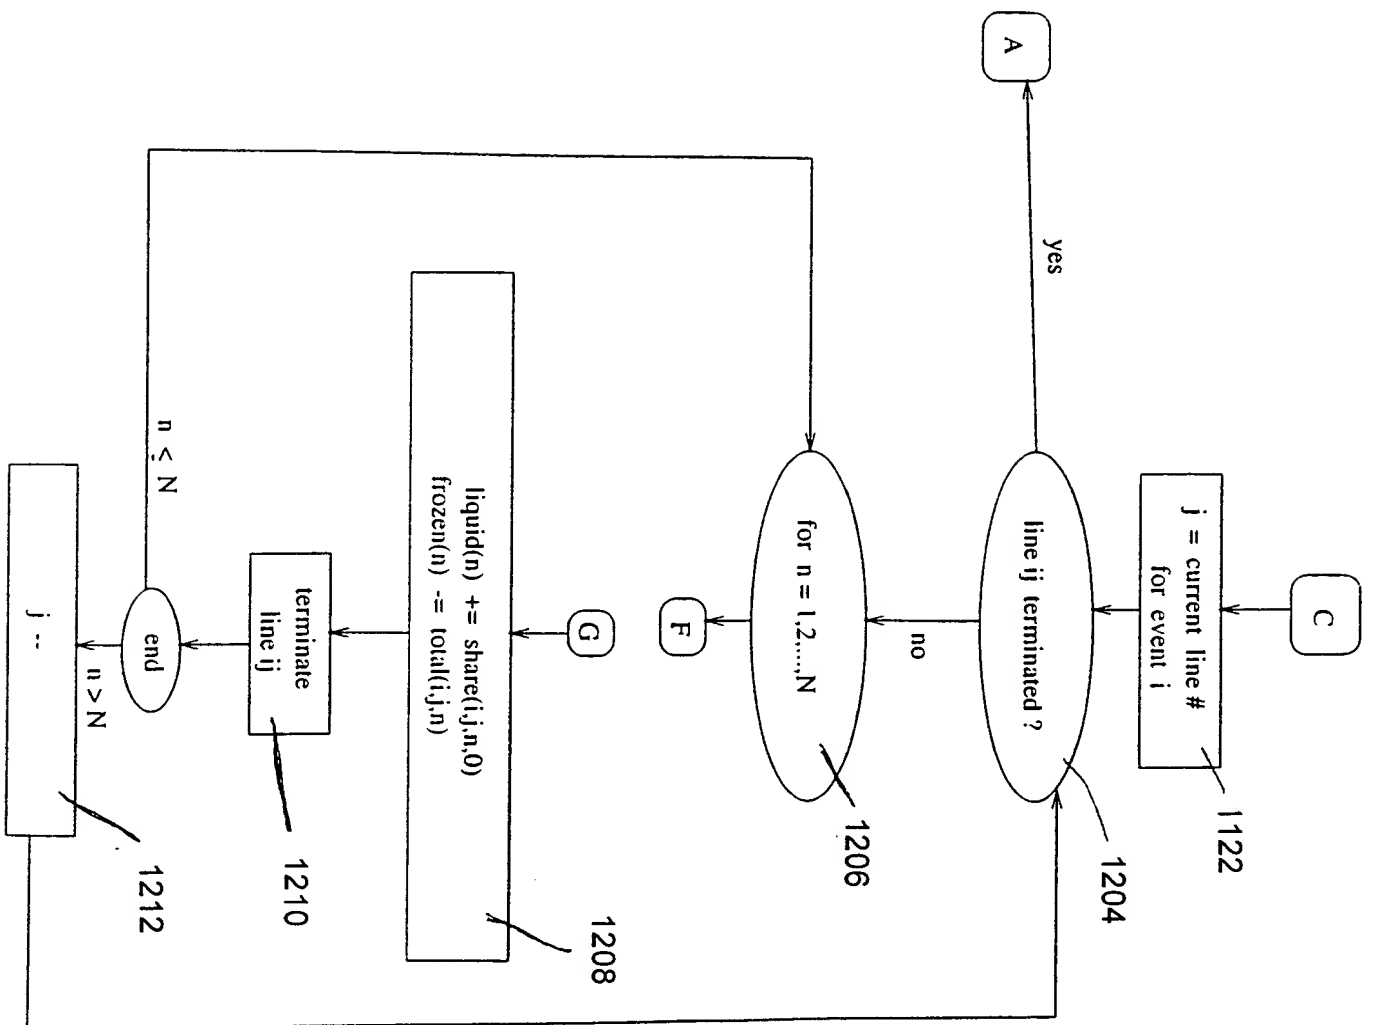 C
j = current line #
for event i
1122
line ij terminated ?
1204
yes
A
no
for n = 1,2,...,N
1206
F
G
liquid(n) += share(i,j,n,0)
frozen(n) -= total(i,j,n)
1208
terminate
line ij
1210
end
n ≤ N
n > N
j --
1212